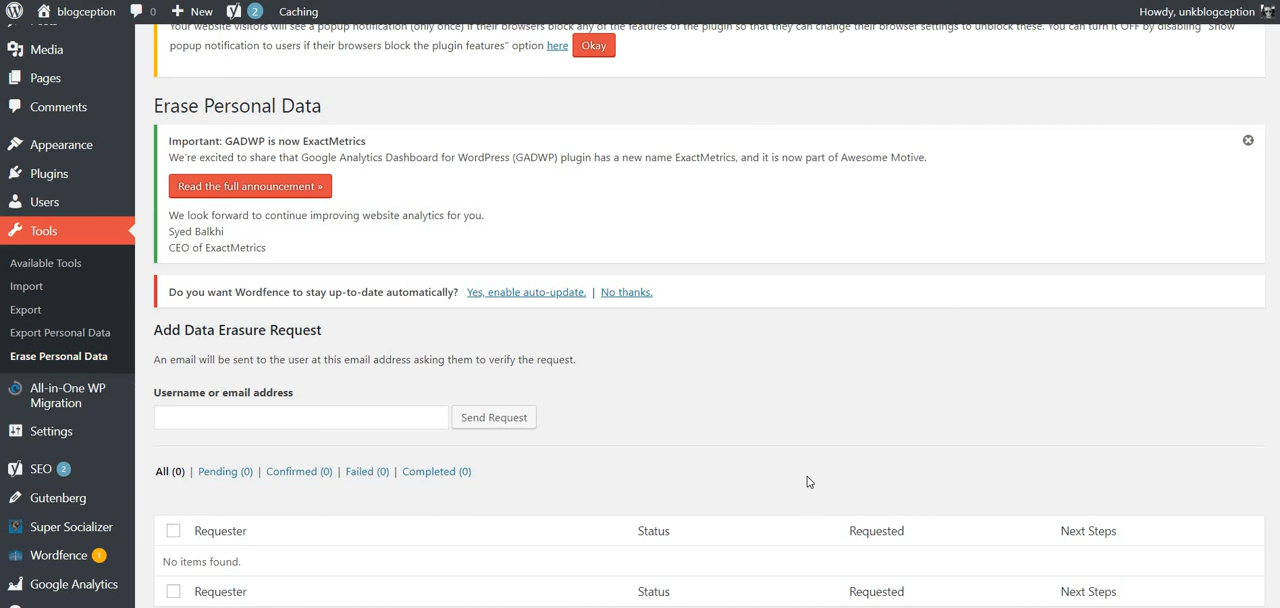 blogception 0 New 2 Caching Howdy, unkblogception
Media
Pages
Comments
Appearance
Plugins
Users
Tools
Available Tools
Import
Export
Export Personal Data
Erase Personal Data
All-in-One WP
Migration
Settings
SEO 2
Gutenberg
Super Socializer
Wordfence 1
Google Analytics
Your website visitors will see a popup notification (only once) if their browsers block any of the features of the plugin so that they can change their browser settings to unblock these. You can turn it OFF by disabling "Show
popup notification to users if their browsers block the plugin features" option here Okay
Erase Personal Data
Important: GADWP is now ExactMetrics
We're excited to share that Google Analytics Dashboard for WordPress (GADWP) plugin has a new name ExactMetrics, and it is now part of Awesome Motive.
Read the full announcement »
We look forward to continue improving website analytics for you.
Syed Balkhi
CEO of ExactMetrics
Do you want Wordfence to stay up-to-date automatically? Yes, enable auto-update. | No thanks.
Add Data Erasure Request
An email will be sent to the user at this email address asking them to verify the request.
Username or email address
Send Request
All (0) | Pending (0) | Confirmed (0) | Failed (0) | Completed (0)
Requester Status Requested Next Steps
No items found.
Requester Status Requested Next Steps